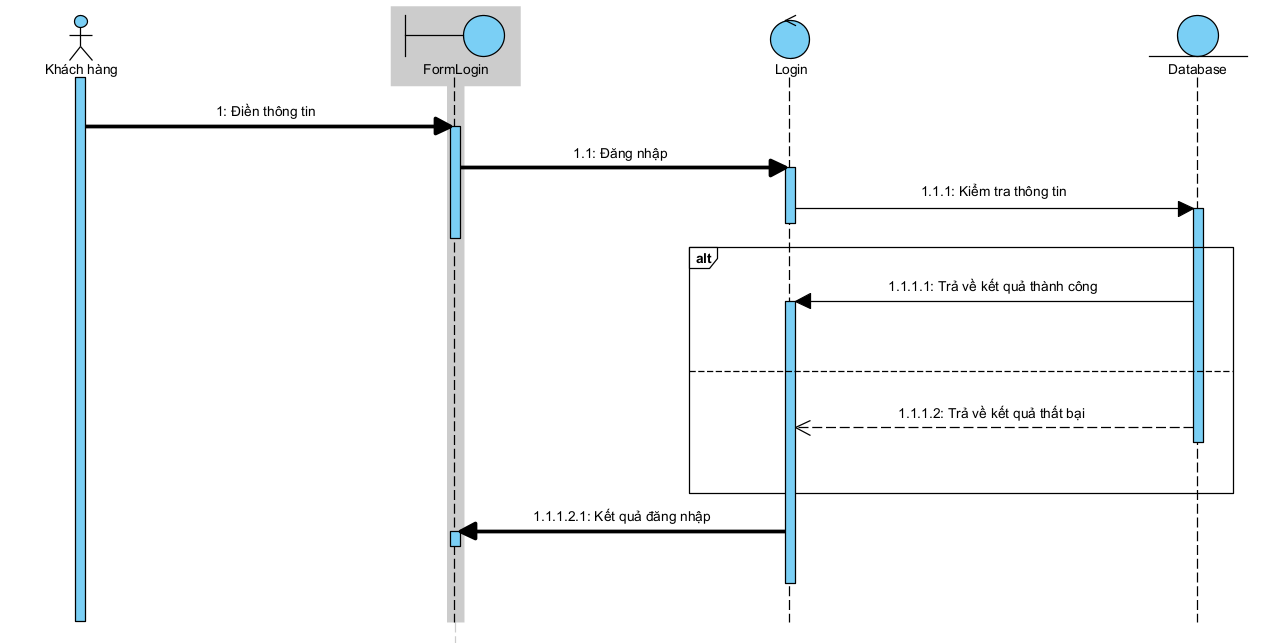 Khách hàng
FormLogin
Login
Database
1: Điền thông tin
1.1: Đăng nhập
1.1.1: Kiểm tra thông tin
alt
1.1.1.1: Trả về kết quả thành công
1.1.1.2: Trả về kết quả thất bại
1.1.1.2.1: Kết quả đăng nhập